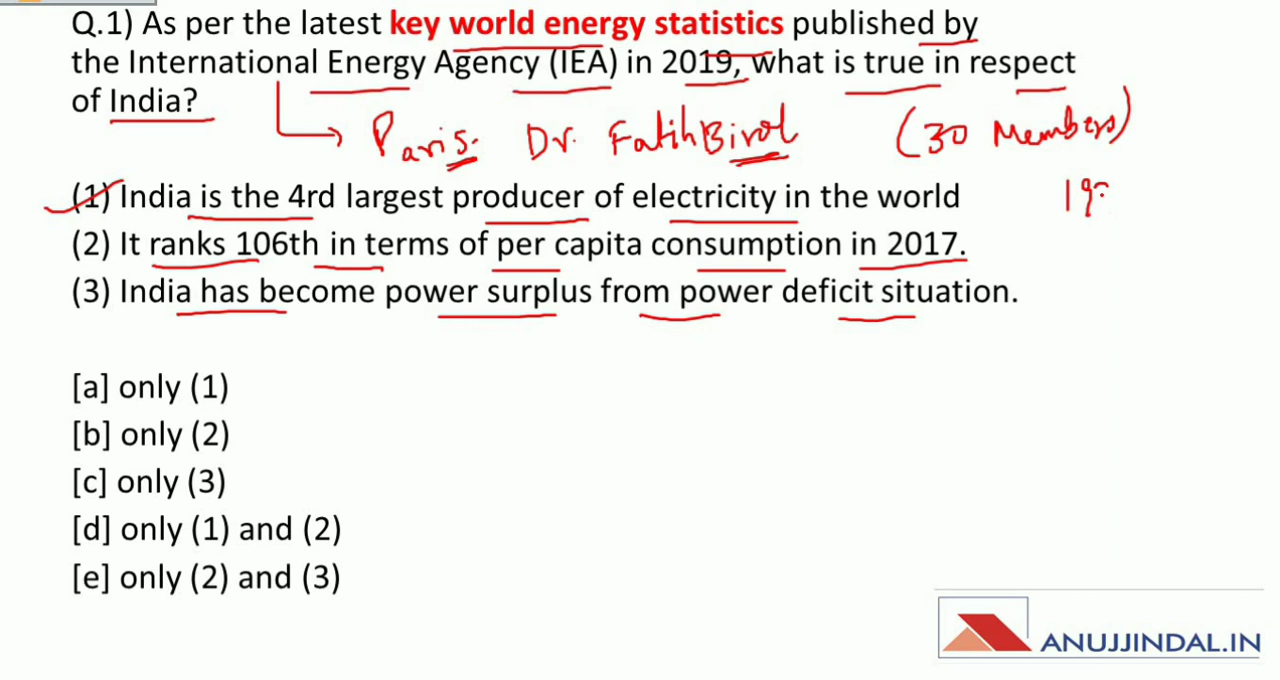 Q.1) As per the latest key world energy statistics published by
the International Energy Agency (IEA) in 2019, what is true in respect
of India?
Paris. Dr. Fatih Birol (30 Members)
(1) India is the 4rd largest producer of electricity in the world
(2) It ranks 106th in terms of per capita consumption in 2017.
(3) India has become power surplus from power deficit situation.
[a] only (1)
[b] only (2)
[c] only (3)
[d] only (1) and (2)
[e] only (2) and (3)
ANUJJINDAL.IN